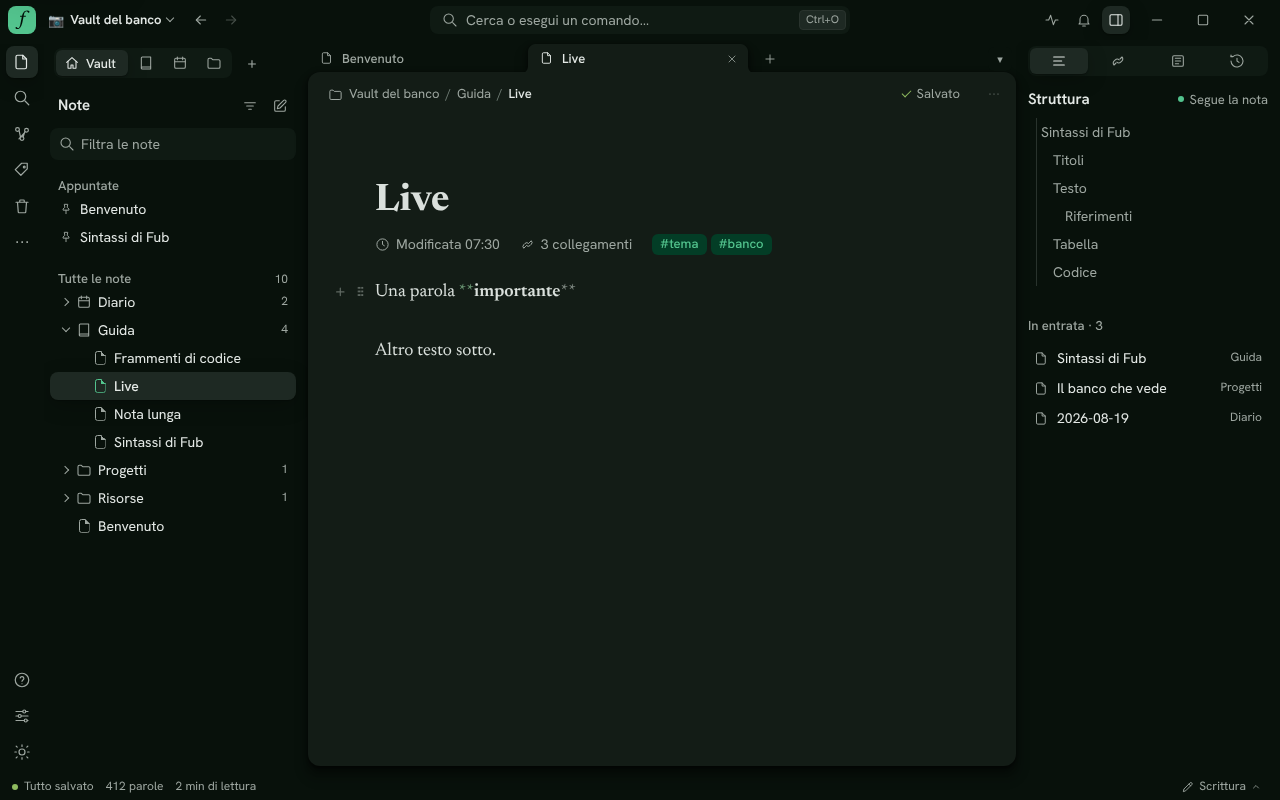 f
Vault del banco
Cerca o esegui un comando...
Ctrl+O
Vault
Benvenuto
Live
Note
Vault del banco / Guida / Live
Salvato
Struttura
Segue la nota
Filtra le note
Sintassi di Fub
Titoli
Testo
Riferimenti
Tabella
Codice
Appuntate
Benvenuto
Sintassi di Fub
Live
Modificata 07:30
3 collegamenti
#tema
#banco
Tutte le note 10
Diario 2
Guida 4
Frammenti di codice
Live
Nota lunga
Sintassi di Fub
Progetti 1
Risorse 1
Benvenuto
Una parola **importante**
Altro testo sotto.
In entrata · 3
Sintassi di Fub Guida
Il banco che vede Progetti
2026-08-19 Diario
Tutto salvato 412 parole 2 min di lettura
Scrittura